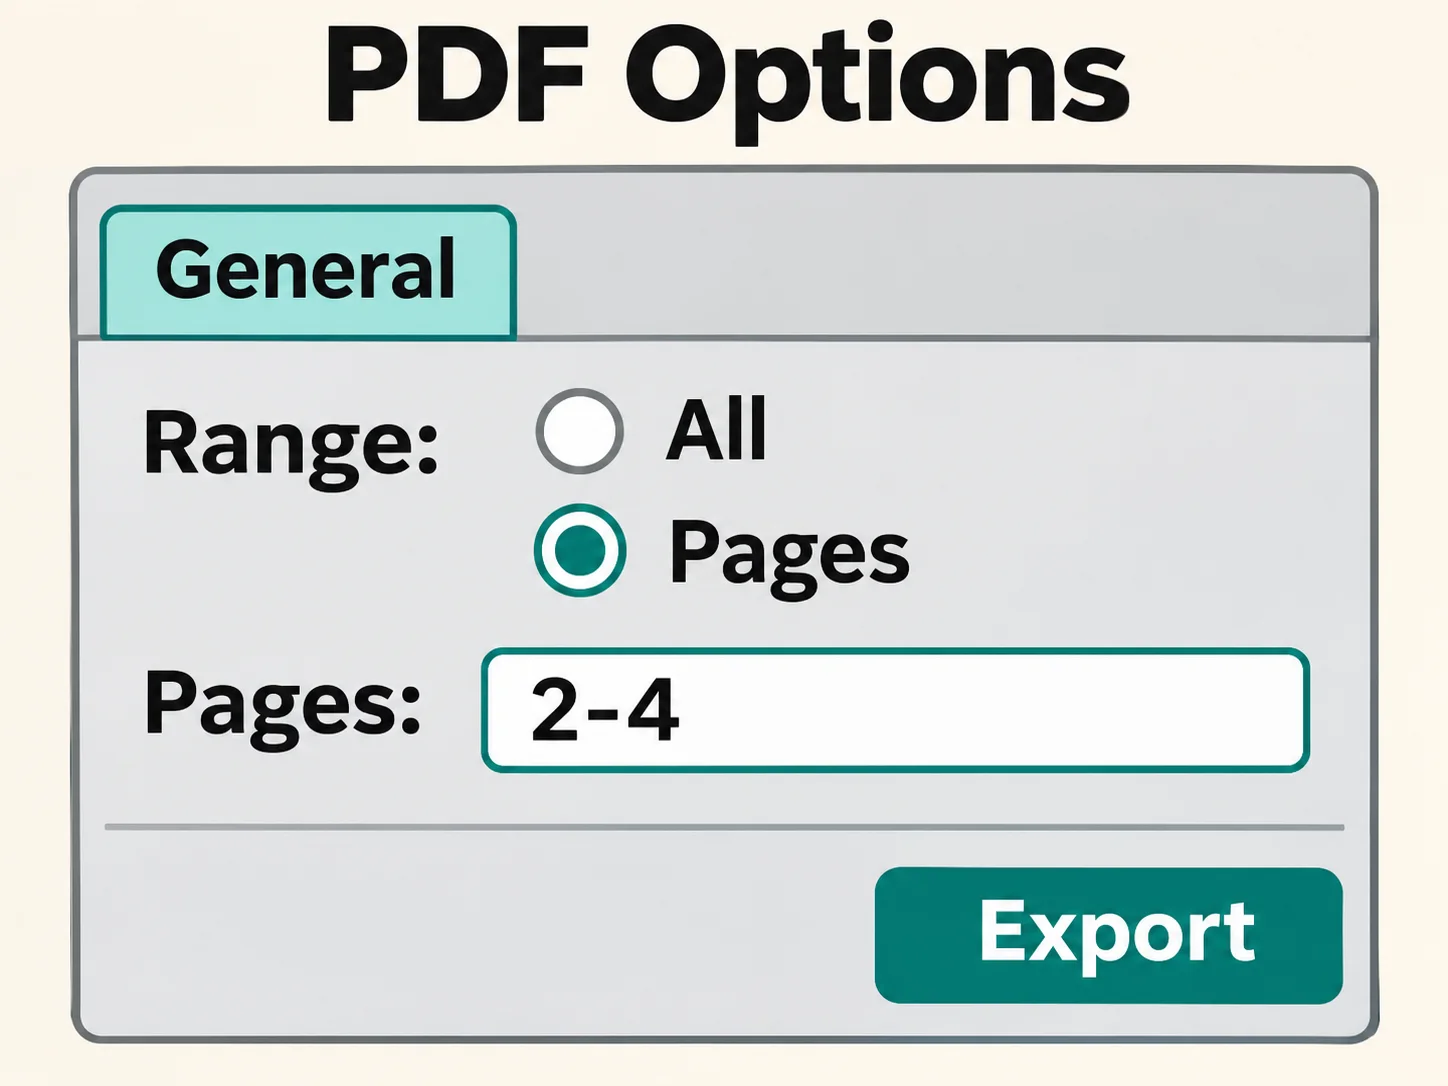 PDF Options
General
Range:
All
Pages
Pages:
2-4
Export